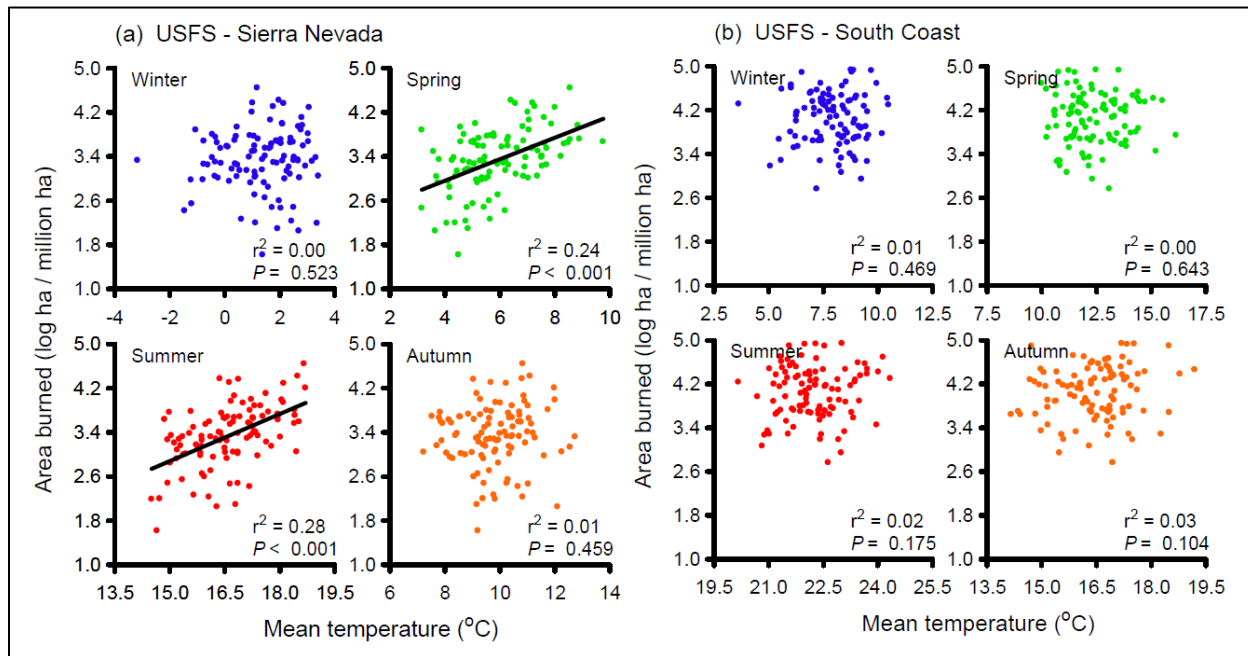 (a) USFS - Sierra Nevada
(b) USFS - South Coast
Area burned (log ha / million ha)
Winter
5.0
4.2
3.4
2.6
1.8
1.0
r² = 0.00
P = 0.523
-4 -2 0 2 4
Spring
5.0
4.2
3.4
2.6
1.8
1.0
r² = 0.24
P < 0.001
2 4 6 8 10
Summer
5.0
4.2
3.4
2.6
1.8
1.0
r² = 0.28
P < 0.001
13.5 15.0 16.5 18.0 19.5
Autumn
5.0
4.2
3.4
2.6
1.8
1.0
r² = 0.01
P = 0.459
6 8 10 12 14
Mean temperature (°C)
Area burned (log ha / million ha)
Winter
5.0
4.2
3.4
2.6
1.8
1.0
r² = 0.01
P = 0.469
2.5 5.0 7.5 10.0 12.5
Spring
5.0
4.2
3.4
2.6
1.8
1.0
r² = 0.00
P = 0.643
7.5 10.0 12.5 15.0 17.5
Summer
5.0
4.2
3.4
2.6
1.8
1.0
r² = 0.02
P = 0.175
19.5 21.0 22.5 24.0 25.5
Autumn
5.0
4.2
3.4
2.6
1.8
1.0
r² = 0.03
P = 0.104
13.5 15.0 16.5 18.0 19.5
Mean temperature (°C)